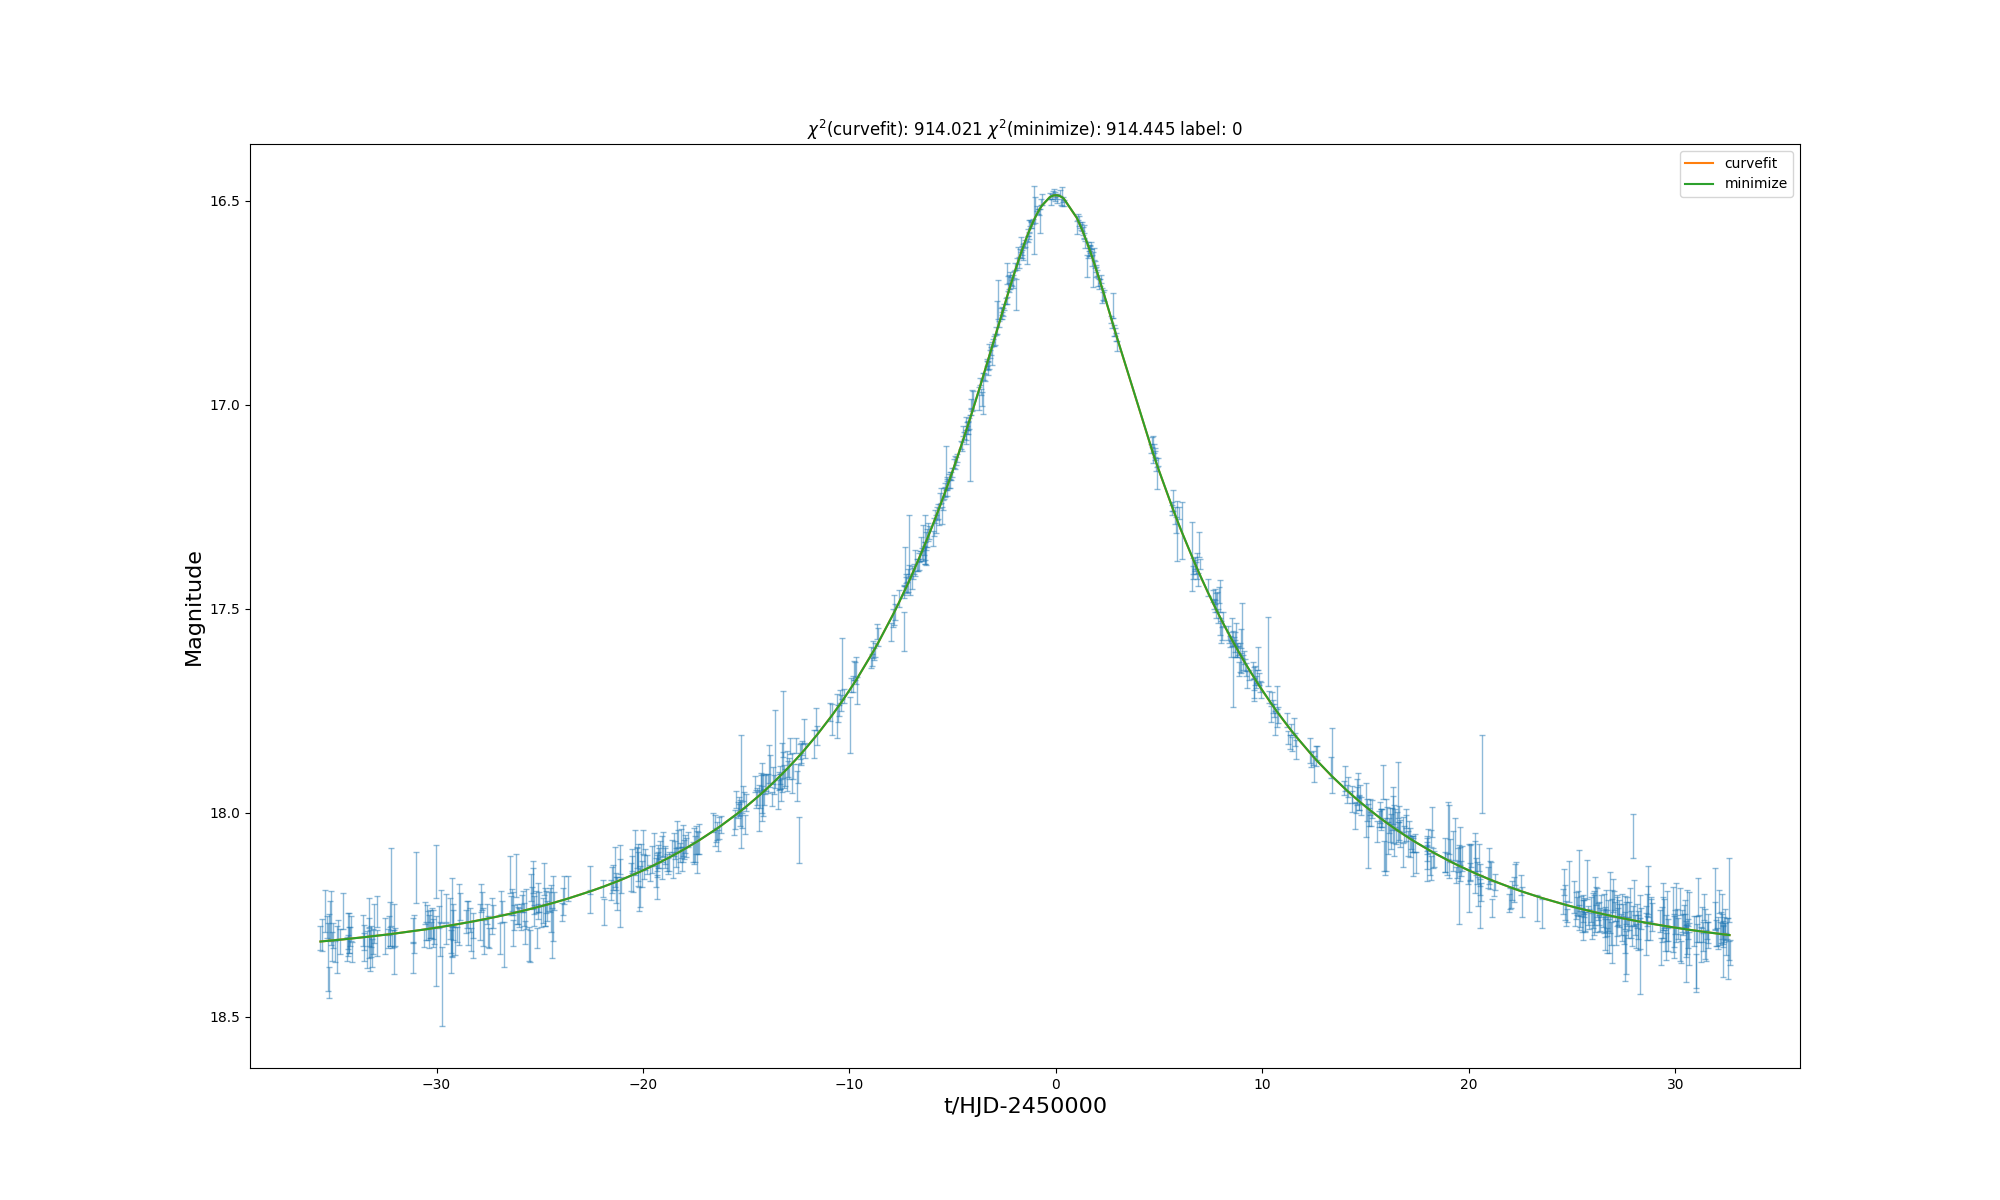 χ²(curvefit): 914.021 χ²(minimize): 914.445 label: 0
curvefit
minimize
16.5
17.0
17.5
18.0
18.5
Magnitude
−30 −20 −10 0 10 20 30
t/HJD-2450000